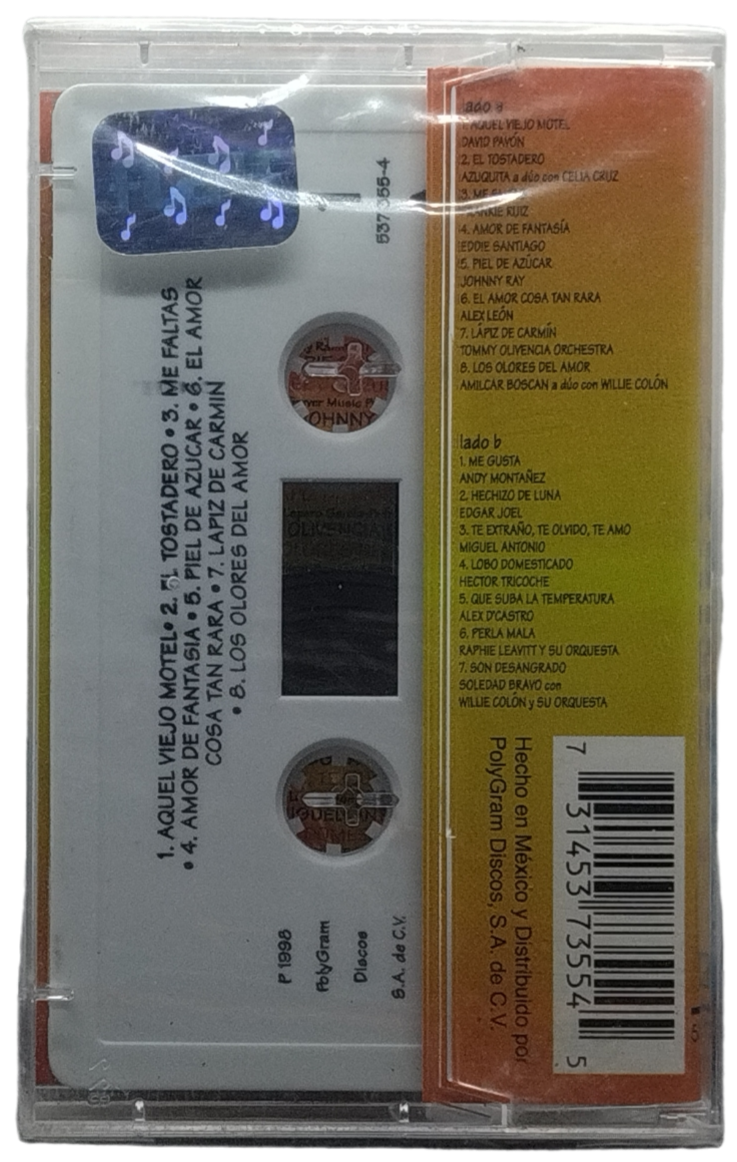 lado a
1. AQUEL VIEJO MOTEL
DAVID PAVÓN
2. EL TOSTADERO
AZUQUITA a dúo con CELIA CRUZ
3. ME
RUIZ
4. AMOR DE FANTASÍA
EDDIE SANTIAGO
5. PIEL DE AZÚCAR
JOHNNY RAY
6. EL AMOR COSA TAN RARA
ALEX LEÓN
7. LÁPIZ DE CARMÍN
TOMMY OLIVENCIA ORCHESTRA
8. LOS OLORES DEL AMOR
AMILCAR BOSCAN a dúo con WILLIE COLÓN
lado b
1. ME GUSTA
ANDY MONTAÑEZ
2. HECHIZO DE LUNA
EDGAR JOEL
3. TE EXTRAÑO, TE OLVIDO, TE AMO
MIGUEL ANTONIO
4. LOBO DOMESTICADO
HECTOR TRICOCHE
5. QUE SUBA LA TEMPERATURA
ALEX D'CASTRO
6. PERLA MALA
RAPHIE LEAVITT Y SU ORQUESTA
7. SON DESANGRADO
SOLEDAD BRAVO con
WILLIE COLÓN y SU ORQUESTA
Hecho en México y Distribuido por
PolyGram Discos, S.A. de C.V.
7 31453 73554 5
1. AQUEL VIEJO MOTEL • 2. EL TOSTADERO • 3. ME FALTAS
• 4. AMOR DE FANTASIA • 5. PIEL DE AZUCAR • 6. EL AMOR
COSA TAN RARA • 7. LAPIZ DE CARMIN
• 8. LOS OLORES DEL AMOR
P 1998
PolyGram
Discos
S.A. de C.V.
OLIVENCIA